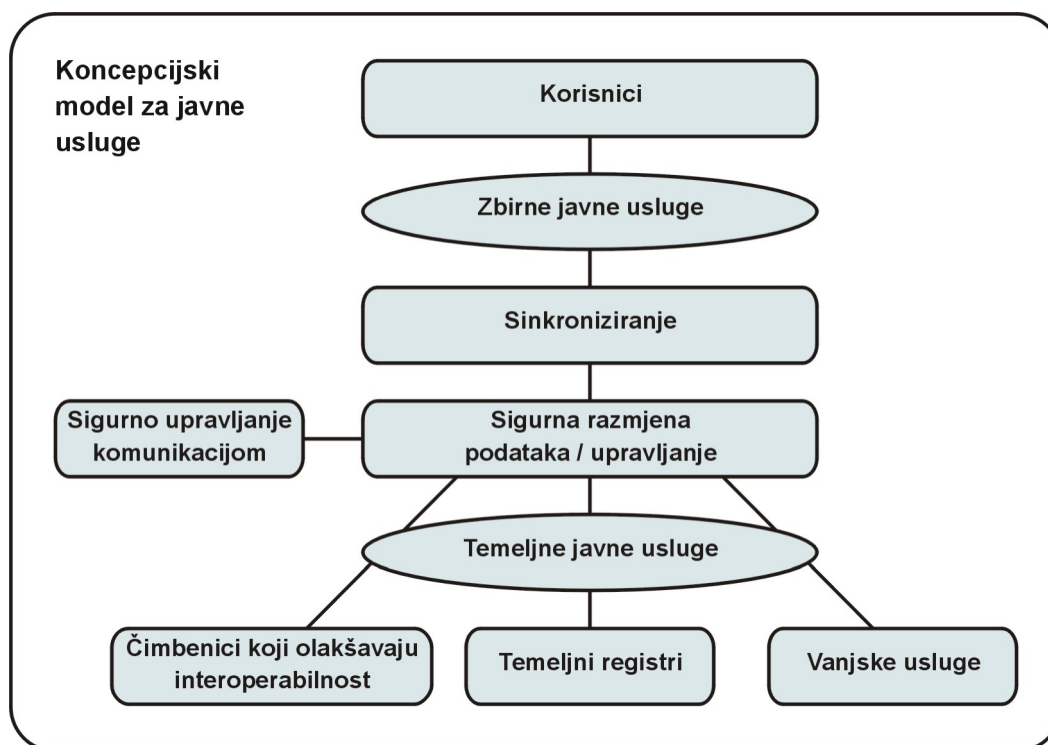 Koncepcijski
model za javne
usluge
Korisnici
Zbirne javne usluge
Sinkroniziranje
Sigurno upravljanje
komunikacijom
Sigurna razmjena
podataka / upravljanje
Temeljne javne usluge
Čimbenici koji olakšavaju
interoperabilnost
Temeljni registri
Vanjske usluge